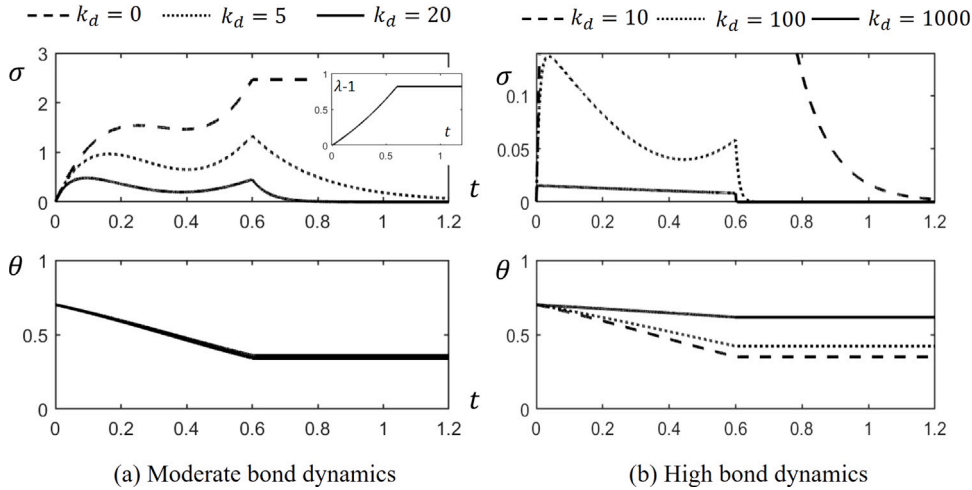 k_d = 0 k_d = 5 k_d = 20
k_d = 10 k_d = 100 k_d = 1000
σ
3
2
1
0
0 0.2 0.4 0.6 0.8 1 1.2
t
1
λ-1
0.5
0
0 0.5 1
t
σ
0.1
0.05
0
0 0.2 0.4 0.6 0.8 1 1.2
t
θ
1
0.5
0
0 0.2 0.4 0.6 0.8 1 1.2
t
θ
1
0.5
0
0 0.2 0.4 0.6 0.8 1 1.2
(a) Moderate bond dynamics
(b) High bond dynamics